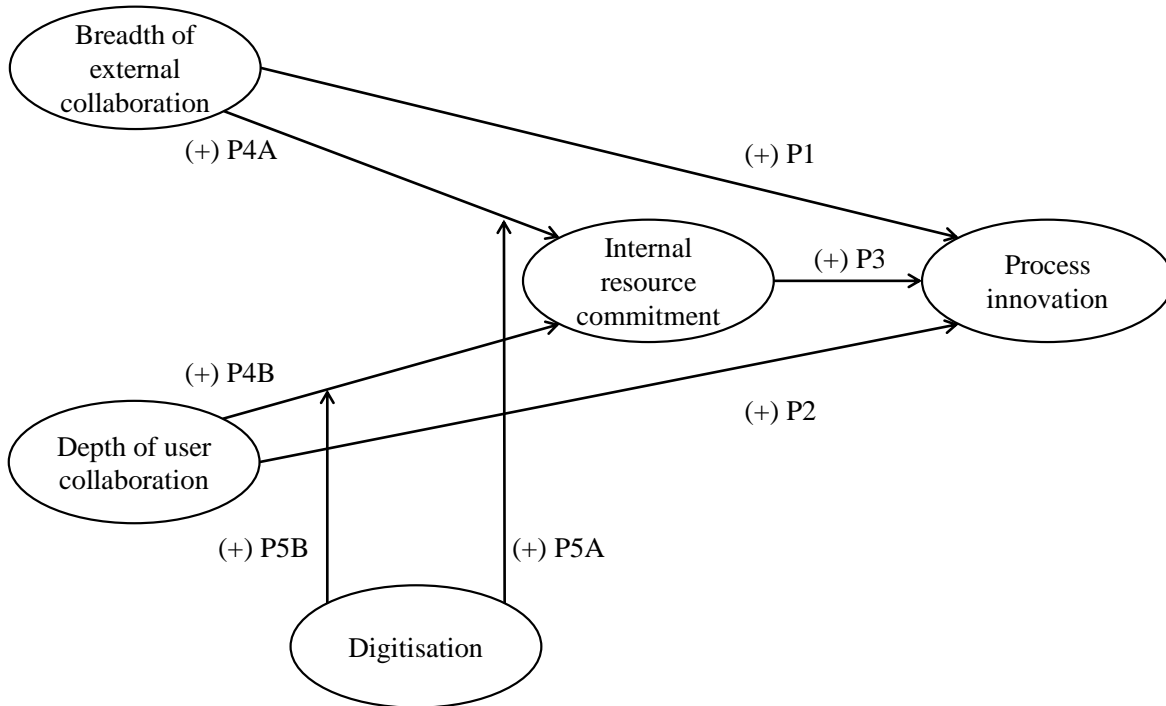 Breadth of
external
collaboration
(+) P4A
(+) P1
Internal
resource
commitment
(+) P3
Process
innovation
(+) P4B
(+) P2
Depth of user
collaboration
(+) P5B
(+) P5A
Digitisation